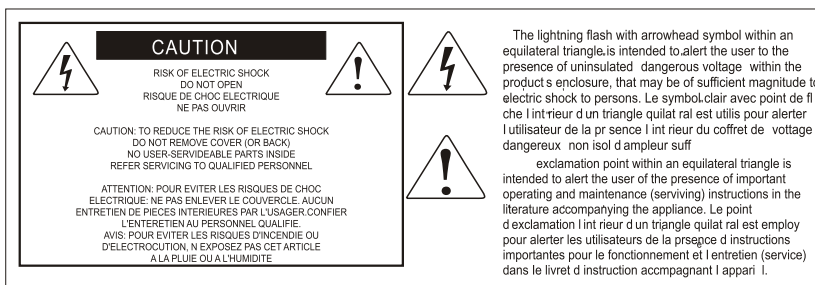 CAUTION
RISK OF ELECTRIC SHOCK
DO NOT OPEN
RISQUE DE CHOC ELECTRIQUE
NE PAS OUVRIR
CAUTION: TO REDUCE THE RISK OF ELECTRIC SHOCK
DO NOT REMOVE COVER (OR BACK)
NO USER-SERVIDEABLE PARTS INSIDE
REFER SERVICING TO QUALIFIED PERSONNEL
ATTENTION: POUR EVITER LES RISQUES DE CHOC
ELECTRIQUE: NE PAS ENLEVER LE COUVERCLE. AUCUN
ENTRETIEN DE PIECES INTERIEURES PAR L'USAGER.CONFIER
L'ENTERETIEN AU PERSONNEL QUALIFIE.
AVIS: POUR EVITER LES RISQUES D'INCENDIE OU
D'ELECTROCUTION, N EXPOSEZ PAS CET ARTICLE
A LA PLUIE OU A L'HUMIDITE
The lightning flash with arrowhead symbol within an
equilateral triangle,is intended to.alert the user to the
presence of uninsulated dangerous voltage within the
product s enclosure, that may be of sufficient magnitude to
electric shock to persons. Le symbol.clair avec point de fl
che l int rieur d un triangle quilat ral est utilis pour alerter
l utilisateur de la pr sence l int rieur du coffret de vottage
dangereux non isol d ampleur suff
exclamation point within an equilateral triangle is
intended to alert the user of the presence of important
operating and maintenance (serviving) instructions in the
literature accompanying the appliance. Le point
d exclamation l int rieur d un triangle quilat ral est employ
pour alerter les utilisateurs de la presence d instructions
importantes pour le fonctionnement et l entretien (service)
dans le livret d instruction accmpagnant l appari l.